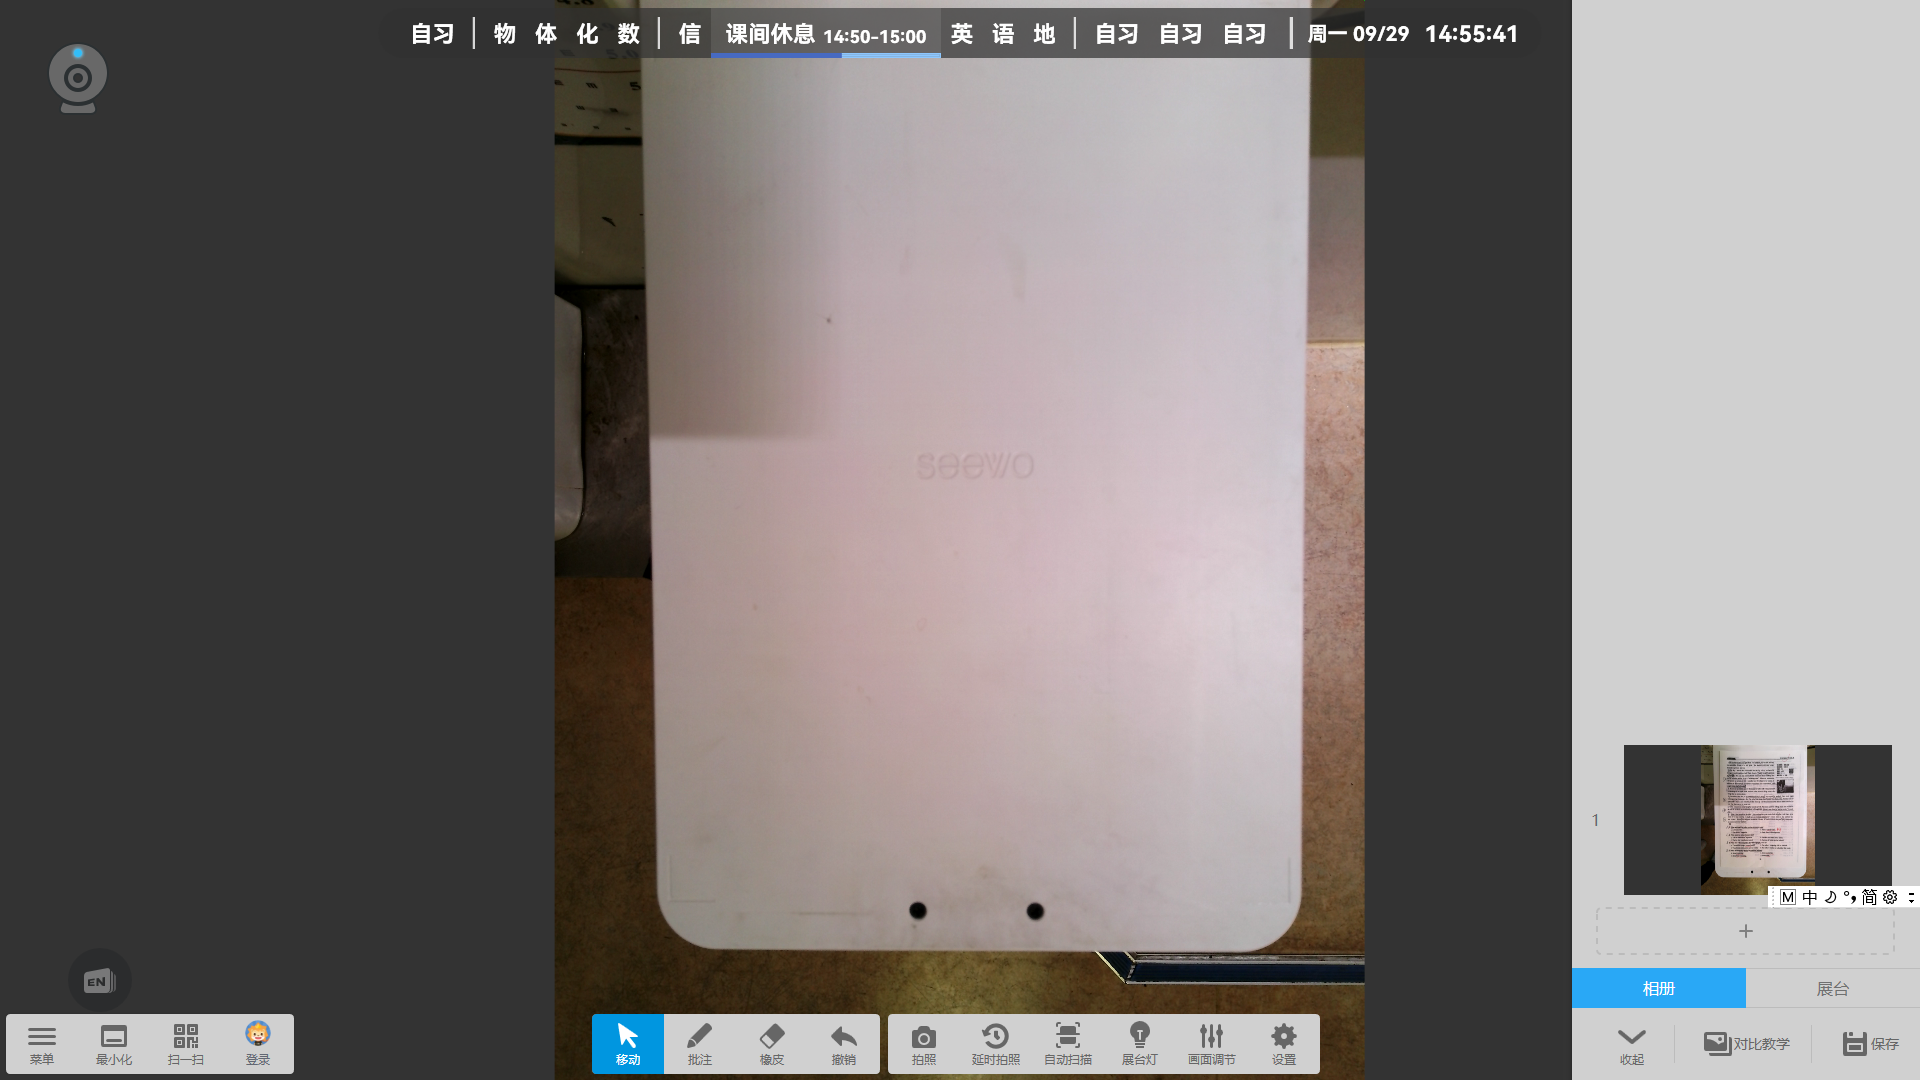 自习 | 物 体 化 数 | 信 课间休息 14:50-15:00 英 语 地 | 自习 自习 自习 | 周一 09/29 14:55:41
seewo
1
M 中 简
+
EN
相册 展台
菜单 最小化 扫一扫 登录 移动 批注 橡皮 撤销 拍照 延时拍照 自动扫描 展台灯 画面调节 设置 收起 对比教学 保存